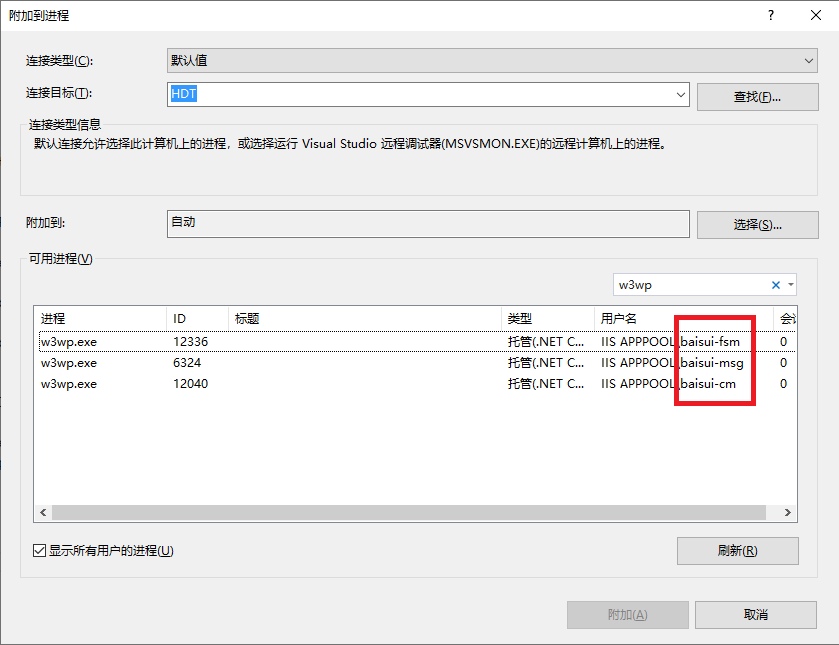 附加到进程
连接类型(C): 默认值
连接目标(T): HDT 查找(F)...
连接类型信息
默认连接允许选择此计算机上的进程，或选择运行 Visual Studio 远程调试器(MSVSMON.EXE)的远程计算机上的进程。
附加到: 自动 选择(S)...
可用进程(V)
w3wp
进程 ID 标题 类型 用户名
w3wp.exe 12336 托管(.NET C... IIS APPPOOL\baisui-fsm 0
w3wp.exe 6324 托管(.NET C... IIS APPPOOL\baisui-msg 0
w3wp.exe 12040 托管(.NET C... IIS APPPOOL\baisui-cm 0
显示所有用户的进程(U) 刷新(R)
附加(A) 取消